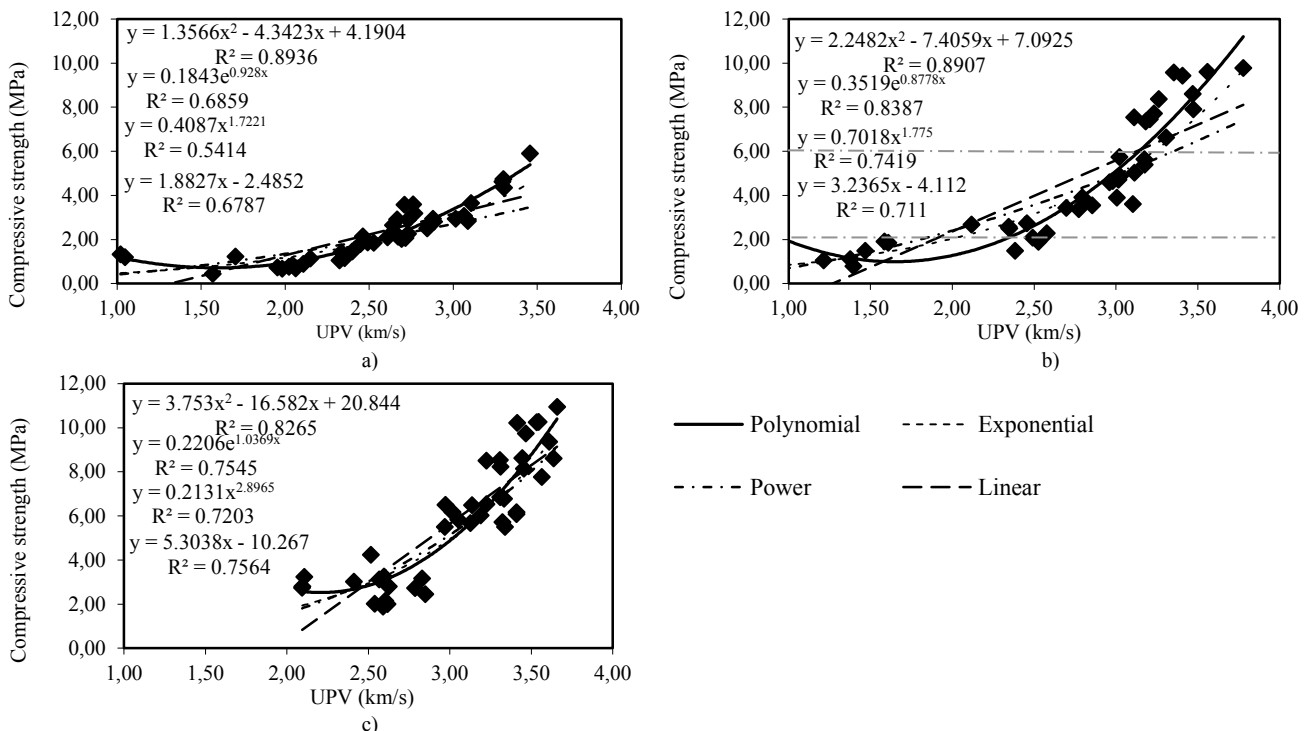 Compressive strength (MPa)
12,00
10,00
8,00
6,00
4,00
2,00
0,00
y = 1.3566x² - 4.3423x + 4.1904
R² = 0.8936
y = 0.1843e^0.928x
R² = 0.6859
y = 0.4087x^1.7221
R² = 0.5414
y = 1.8827x - 2.4852
R² = 0.6787
1,00 1,50 2,00 2,50 3,00 3,50 4,00
UPV (km/s)
a)
Compressive strength (MPa)
12,00
10,00
8,00
6,00
4,00
2,00
0,00
y = 2.2482x² - 7.4059x + 7.0925
R² = 0.8907
y = 0.3519e^0.8778x
R² = 0.8387
y = 0.7018x^1.775
R² = 0.7419
y = 3.2365x - 4.112
R² = 0.711
1,00 1,50 2,00 2,50 3,00 3,50 4,00
UPV (km/s)
b)
Compressive strength (MPa)
12,00
10,00
8,00
6,00
4,00
2,00
0,00
y = 3.753x² - 16.582x + 20.844
R² = 0.8265
y = 0.2206e^1.0369x
R² = 0.7545
y = 0.2131x^2.8965
R² = 0.7203
y = 5.3038x - 10.267
R² = 0.7564
1,00 1,50 2,00 2,50 3,00 3,50 4,00
UPV (km/s)
c)
Polynomial Exponential
Power Linear